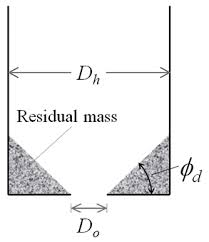 D_h
Residual mass
ϕ_d
D_o